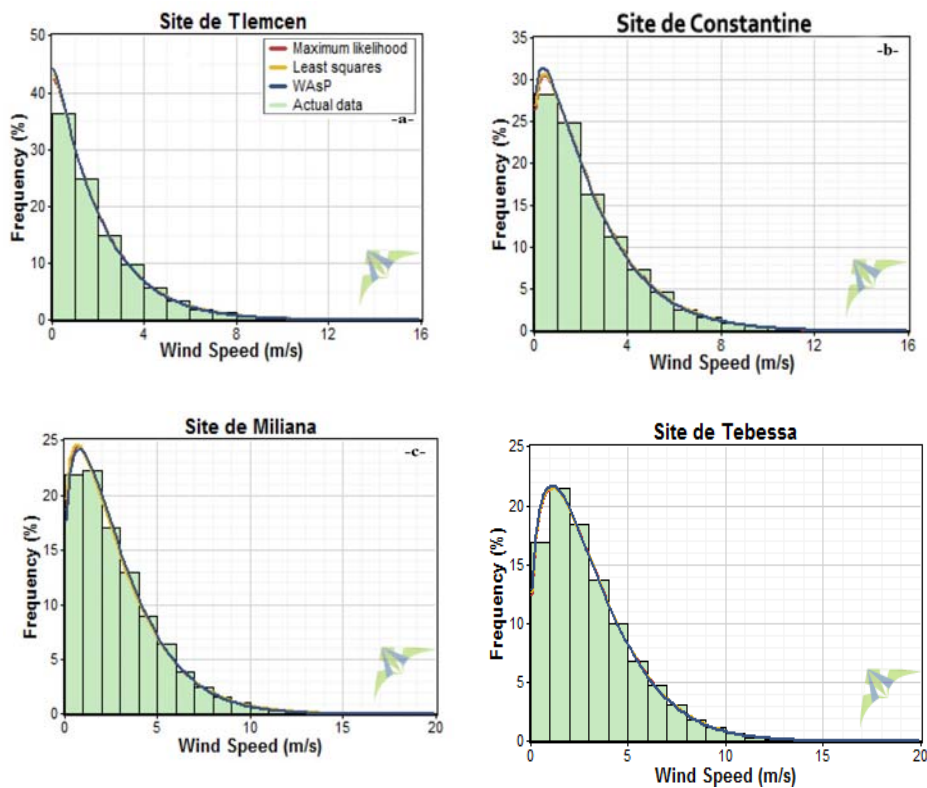 Site de Tlemcen
50
40
30
20
10
0
Frequency (%)
Maximum likelihood
Least squares
WAsP
Actual data
-a-
0 4 8 12 16
Wind Speed (m/s)
Site de Constantine
35
30
25
20
15
10
5
0
Frequency (%)
-b-
0 4 8 12 16
Wind Speed (m/s)
Site de Miliana
25
20
15
10
5
0
Frequency (%)
-c-
0 5 10 15 20
Wind Speed (m/s)
Site de Tebessa
25
20
15
10
5
0
Frequency (%)
0 5 10 15 20
Wind Speed (m/s)